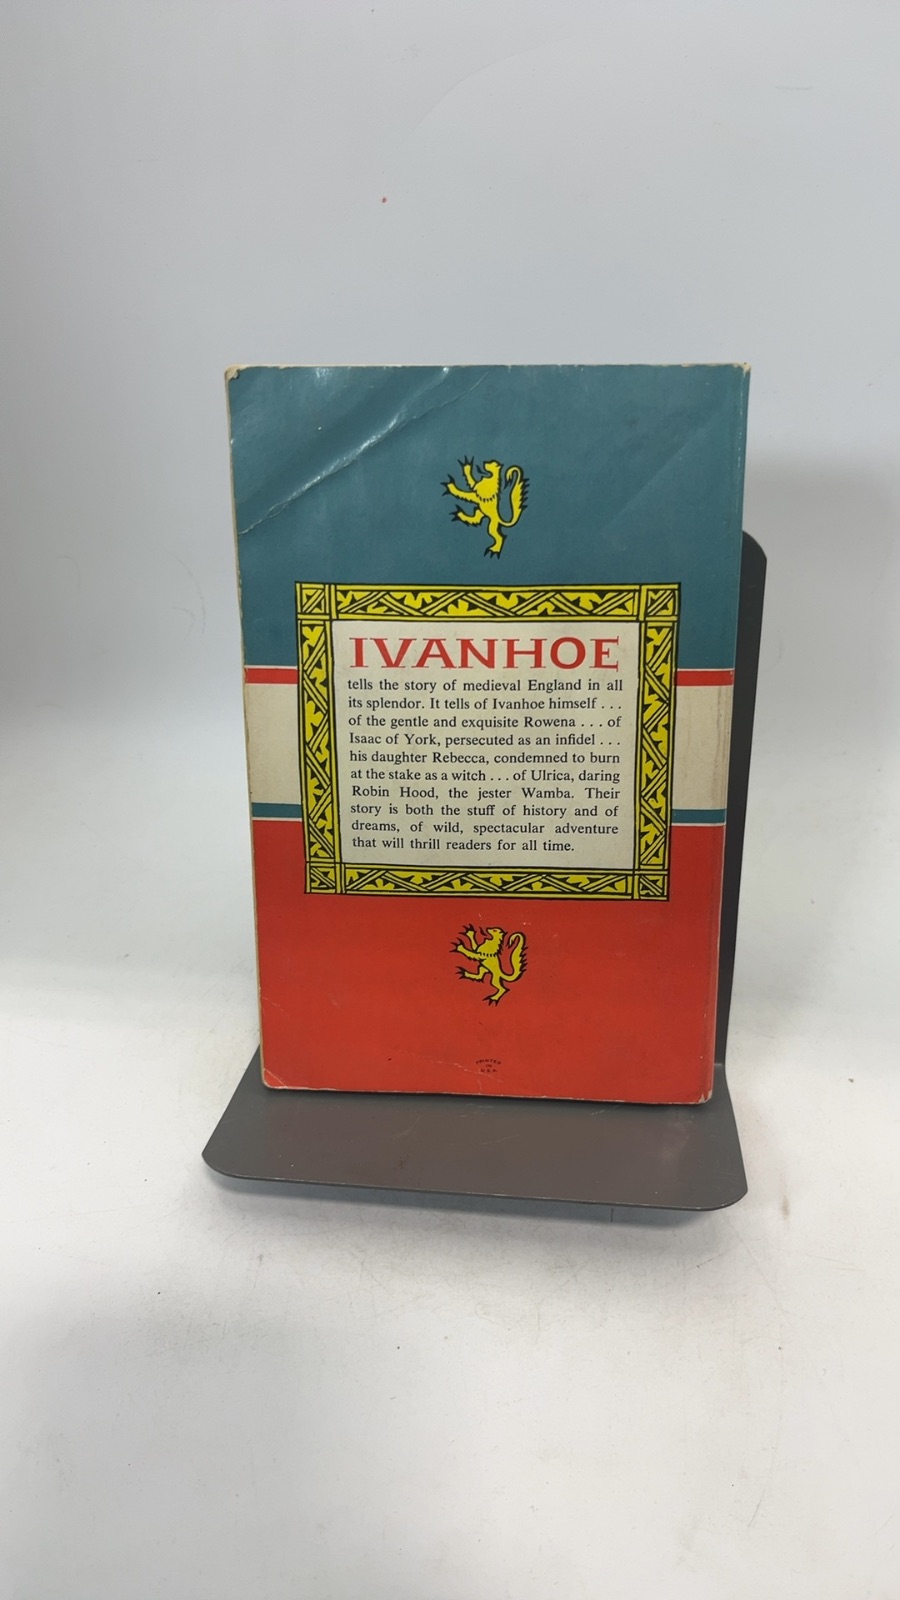 IVANHOE
tells the story of medieval England in all
its splendor. It tells of Ivanhoe himself . . .
of the gentle and exquisite Rowena . . . of
Isaac of York, persecuted as an infidel . . .
his daughter Rebecca, condemned to burn
at the stake as a witch . . . of Ulrica, daring
Robin Hood, the jester Wamba. Their
story is both the stuff of history and of
dreams, of wild, spectacular adventure
that will thrill readers for all time.
PRINTED
IN
U.S.A.